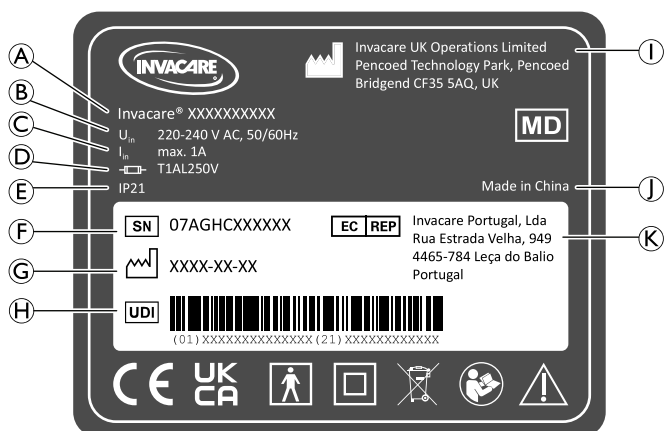 INVACARE
Invacare UK Operations Limited
Pencoed Technology Park, Pencoed
Bridgend CF35 5AQ, UK
A
I
Invacare® XXXXXXXXXX
B
Uin 220-240 V AC, 50/60Hz
MD
C
Iin max. 1A
D
T1AL250V
E
IP21
Made in China
J
F
SN 07AGHCXXXXXX
G
XXXX-XX-XX
EC REP
Invacare Portugal, Lda
Rua Estrada Velha, 949
4465-784 Leça do Balio
Portugal
K
H
UDI
(01)XXXXXXXXXXXXXX(21)XXXXXXXXXXXX
CE UK
CA